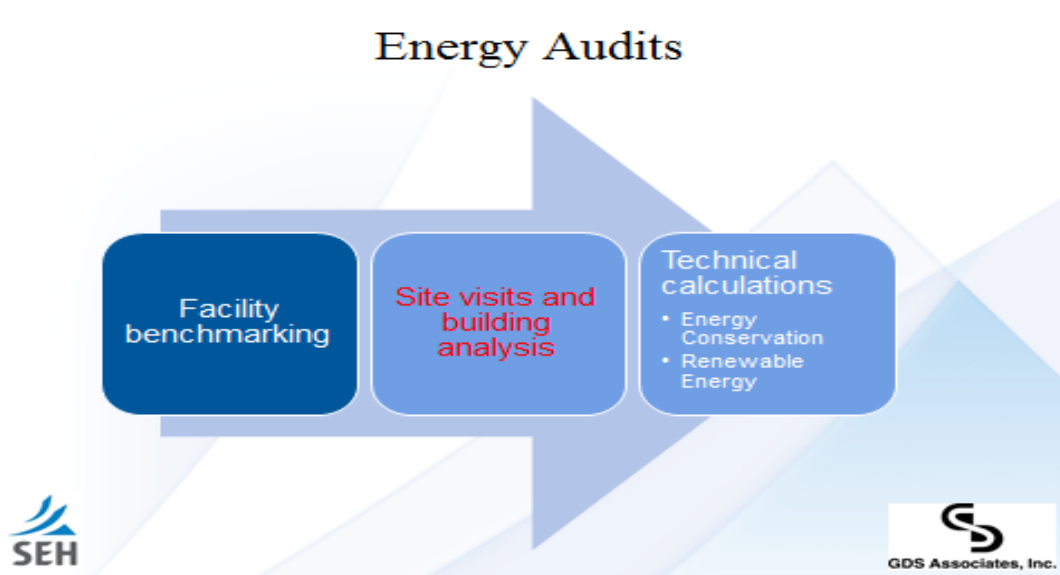 Energy Audits
Facility
benchmarking
Site visits and
building
analysis
Technical
calculations
• Energy
Conservation
• Renewable
Energy
SEH
GDS Associates, Inc.